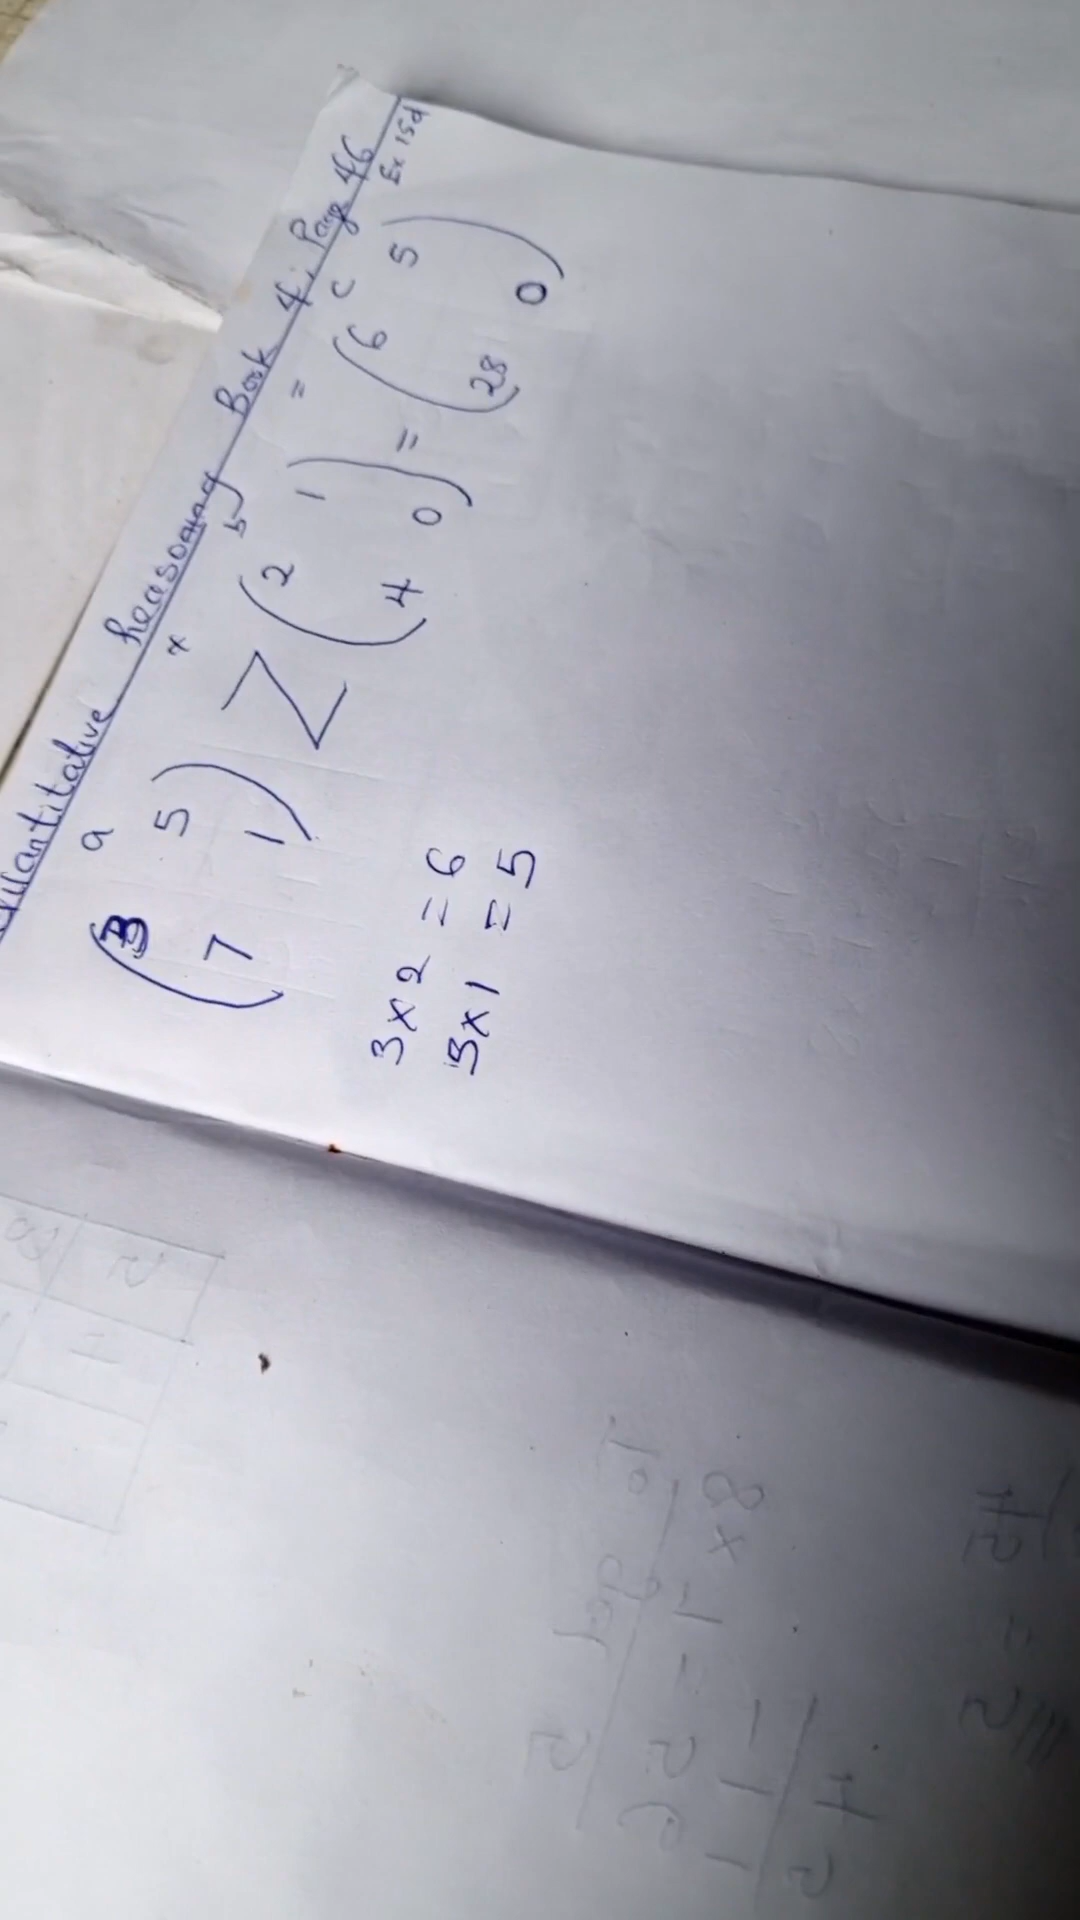 Quantitative Reasoning Book 4, Page 46
Ex 15d
a × b = c
(3 5) Σ (2 1) = (6 5)
(7 1) (4 0) (28 0)
3 × 2 = 6
5 × 1 = 5